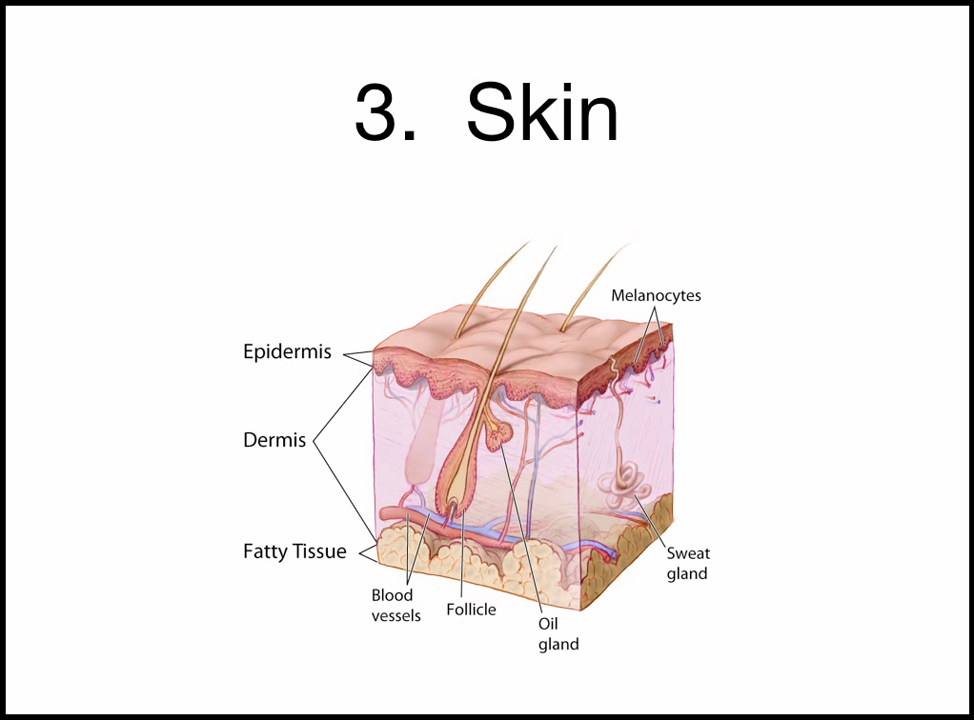 3. Skin
Melanocytes
Epidermis
Dermis
Fatty Tissue
Blood
vessels
Follicle
Oil
gland
Sweat
gland